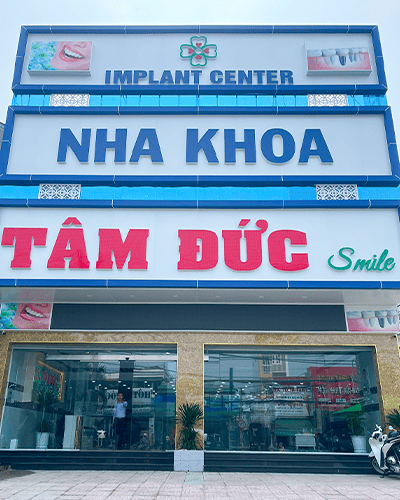 IMPLANT CENTER
NHA KHOA
TÂM ĐỨC Smile